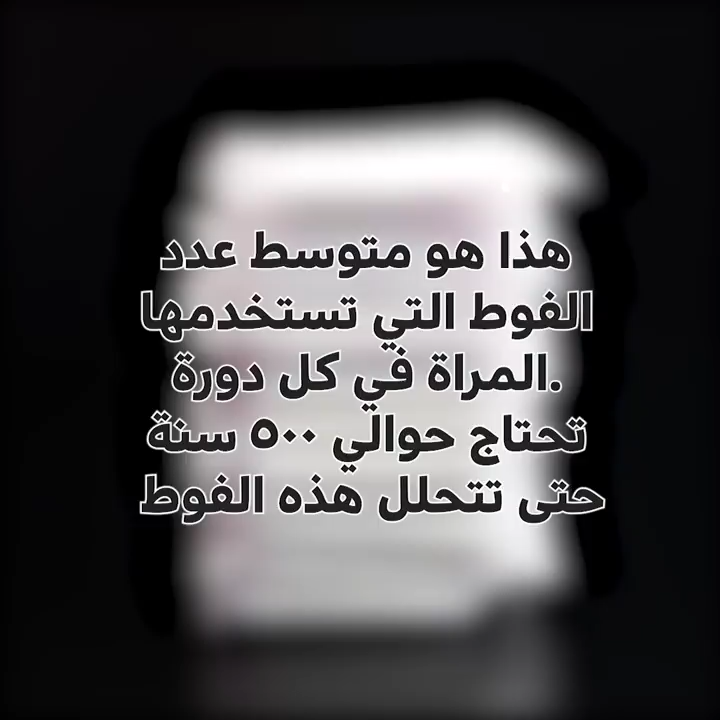 هذا هو متوسط عدد
الفوط التي تستخدمها
.المراة في كل دورة
تحتاج حوالي ٥٠٠ سنة
حتى تتحلل هذه الفوط